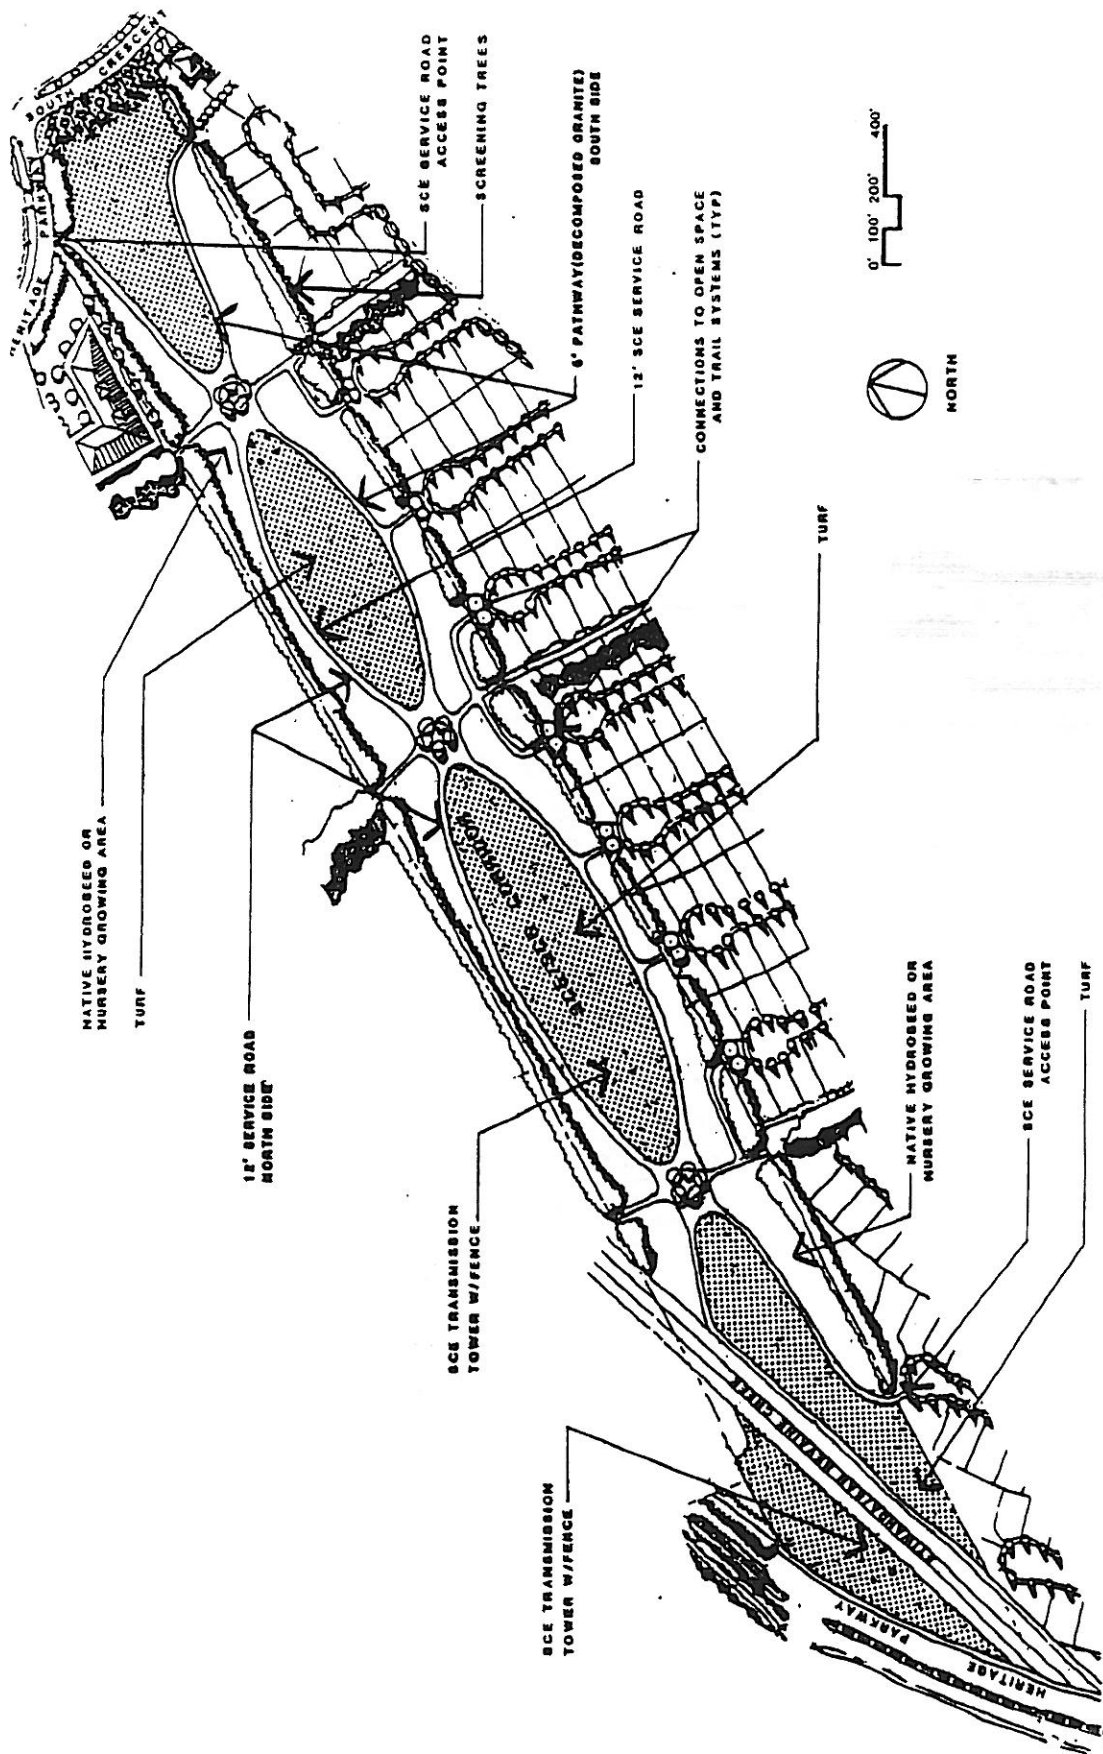 NATIVE HYDROSEED OR
NURSERY GROWING AREA
TURF
12' SERVICE ROAD
NORTH SIDE
SCE TRANSMISSION
TOWER W/FENCE
SCE TRANSMISSION
TOWER W/FENCE
HERITAGE PARKWAY
SOUTH CRESCENT
HERITAGE
PARKWAY
SCE SERVICE ROAD
ACCESS POINT
SCREENING TREES
6' PATHWAY(DECOMPOSED GRANITE)
SOUTH SIDE
12' SCE SERVICE ROAD
CONNECTIONS TO OPEN SPACE
AND TRAIL SYSTEMS (TYP)
TURF
NATIVE HYDROSEED OR
NURSERY GROWING AREA
SCE SERVICE ROAD
ACCESS POINT
TURF
0' 100' 200' 400'
NORTH